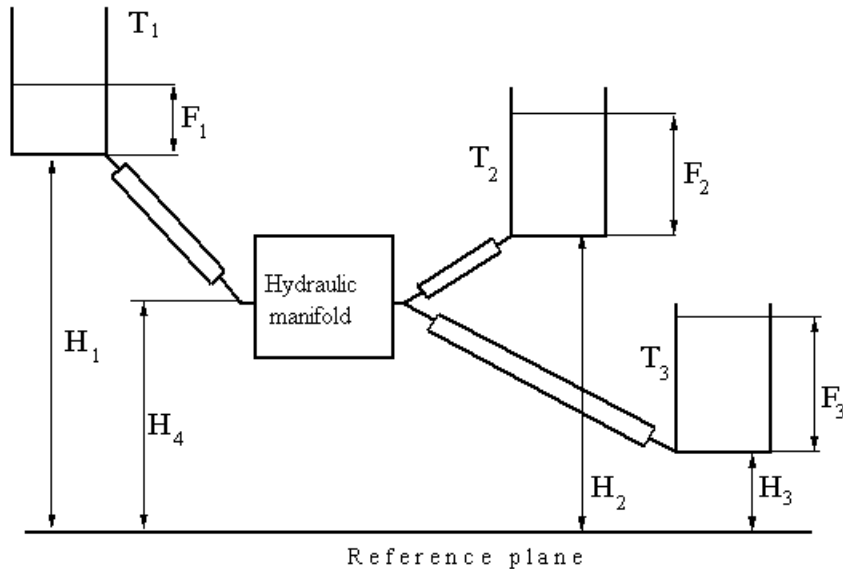 T1
F1
T2
F2
Hydraulic
manifold
H1
T3
F3
H4
H2
H3
Reference plane